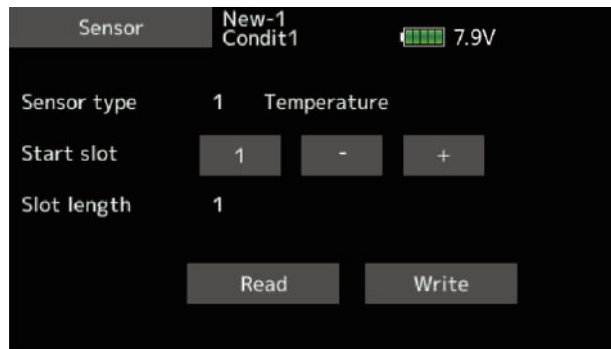 Sensor
New-1
Condit1
7.9V
Sensor type 1 Temperature
Start slot 1 - +
Slot length 1
Read Write